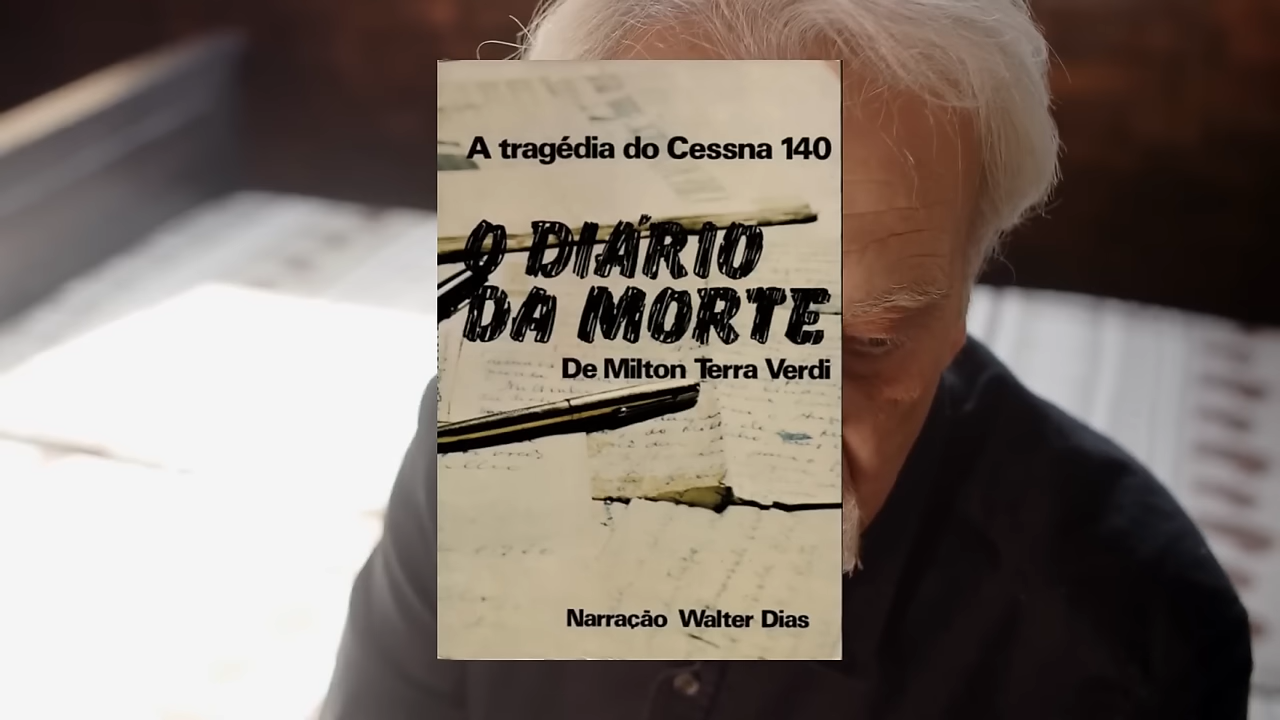 A tragédia do Cessna 140
O DIÁRIO
DA MORTE
De Milton Terra Verdi
Narração Walter Dias